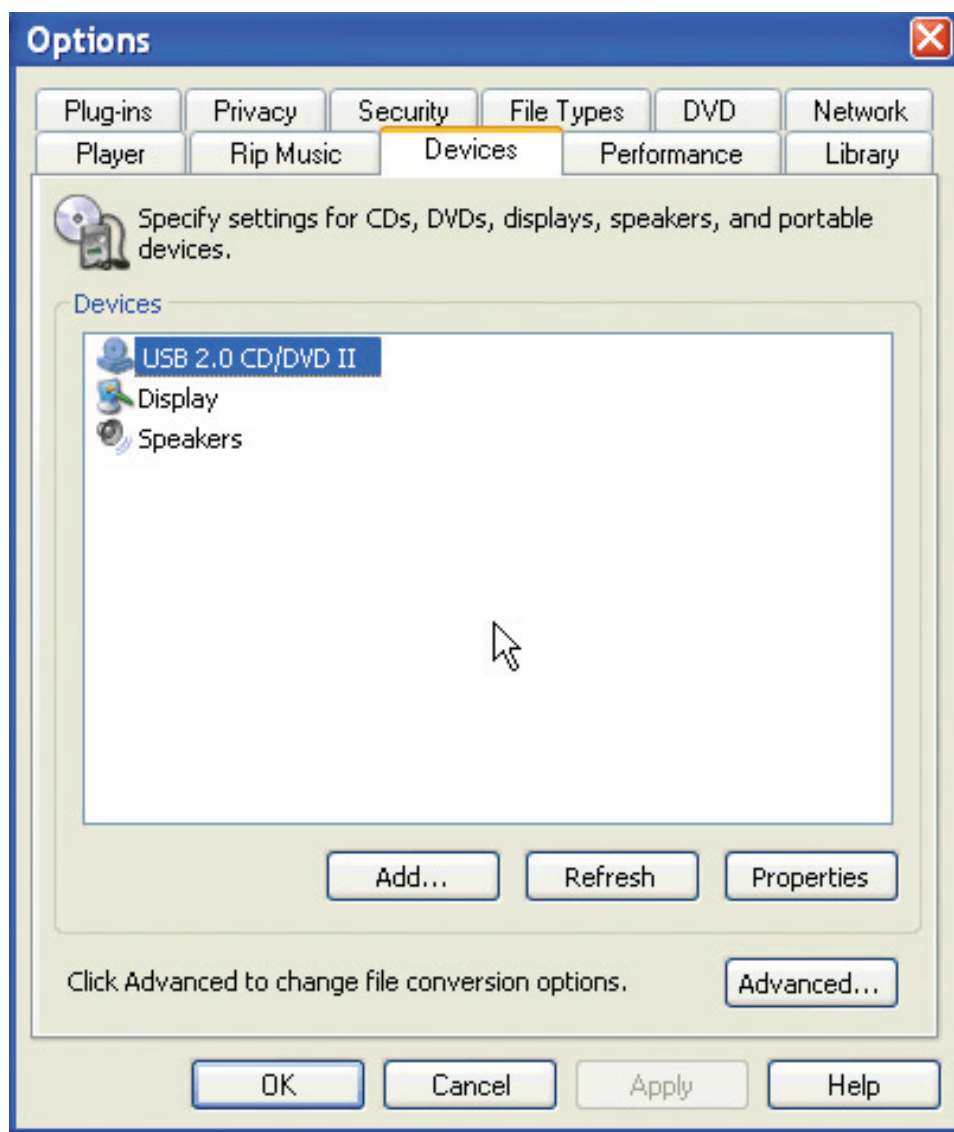 Options
Plug-ins Privacy Security File Types DVD Network
Player Rip Music Devices Performance Library
Specify settings for CDs, DVDs, displays, speakers, and portable
devices.
Devices
USB 2.0 CD/DVD II
Display
Speakers
Add... Refresh Properties
Click Advanced to change file conversion options. Advanced...
OK Cancel Apply Help